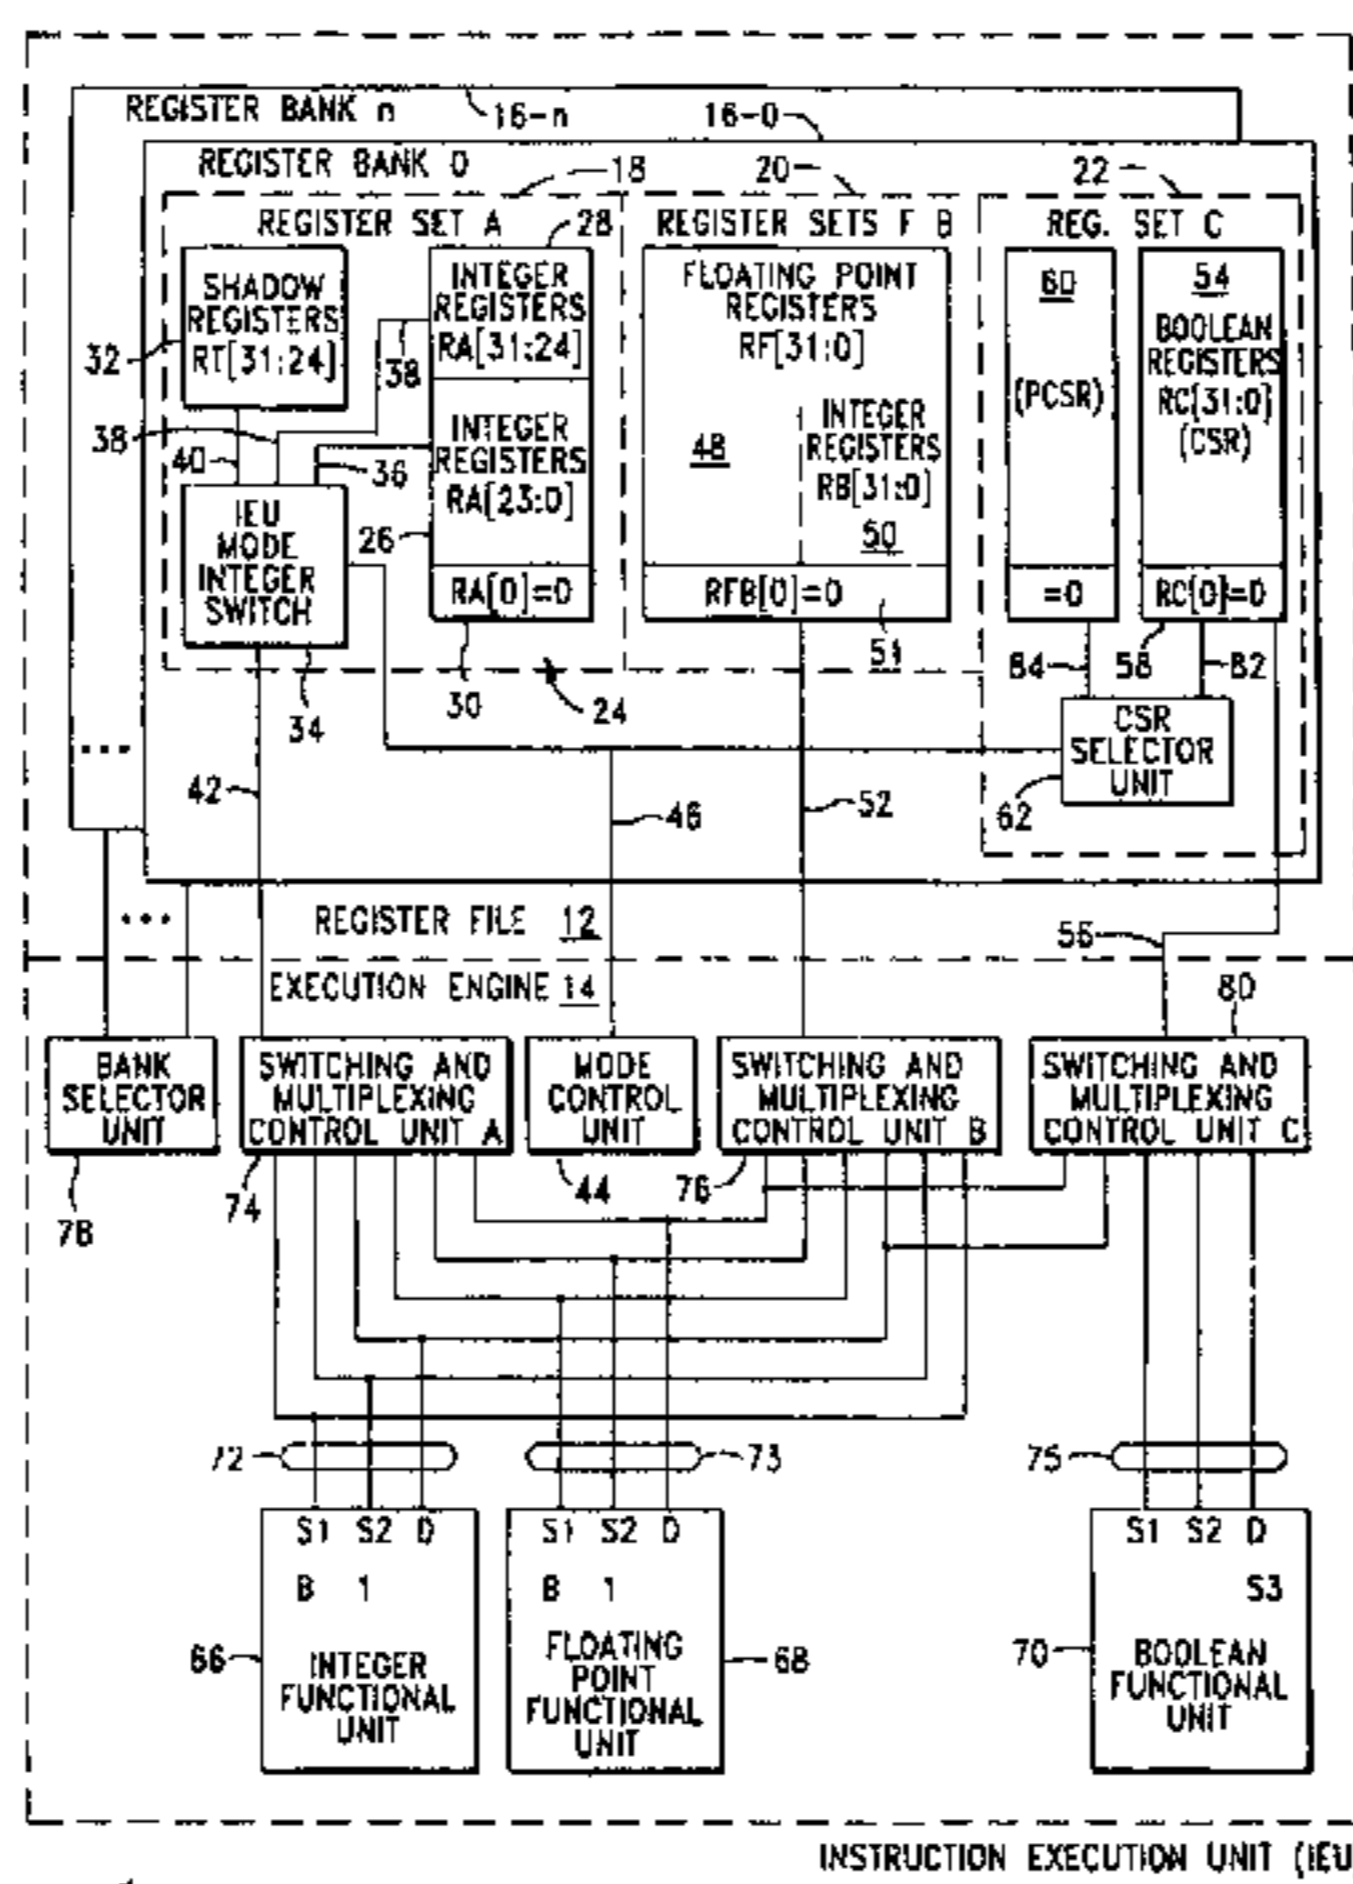 REGISTER BANK n
16-n
16-0
REGISTER BANK 0
18
20
22
REGISTER SET A
28
REGISTER SETS F B
REG. SET C
SHADOW
REGISTERS
RT[31:24]
32
INTEGER
REGISTERS
RA[31:24]
38
FLOATING POINT
REGISTERS
RF[31:0]
60
(PCSR)
54
BOOLEAN
REGISTERS
RC[31:0]
(CSR)
38
40
36
INTEGER
REGISTERS
RA[23:0]
26
48
INTEGER
REGISTERS
RB[31:0]
50
IEU
MODE
INTEGER
SWITCH
RA[0]=0
RFB[0]=0
=0
RC[0]=0
34
30
24
51
84
58
82
CSR
SELECTOR
UNIT
62
...
42
46
52
...
REGISTER FILE 12
56
EXECUTION ENGINE 14
80
BANK
SELECTOR
UNIT
SWITCHING AND
MULTIPLEXING
CONTROL UNIT A
MODE
CONTROL
UNIT
SWITCHING AND
MULTIPLEXING
CONTROL UNIT B
SWITCHING AND
MULTIPLEXING
CONTROL UNIT C
78
74
44
76
72
73
75
S1 S2 D
B 1
INTEGER
FUNCTIONAL
UNIT
66
S1 S2 D
B 1
FLOATING
POINT
FUNCTIONAL
UNIT
68
S1 S2 D
S3
BOOLEAN
FUNCTIONAL
UNIT
70
INSTRUCTION EXECUTION UNIT (IEU